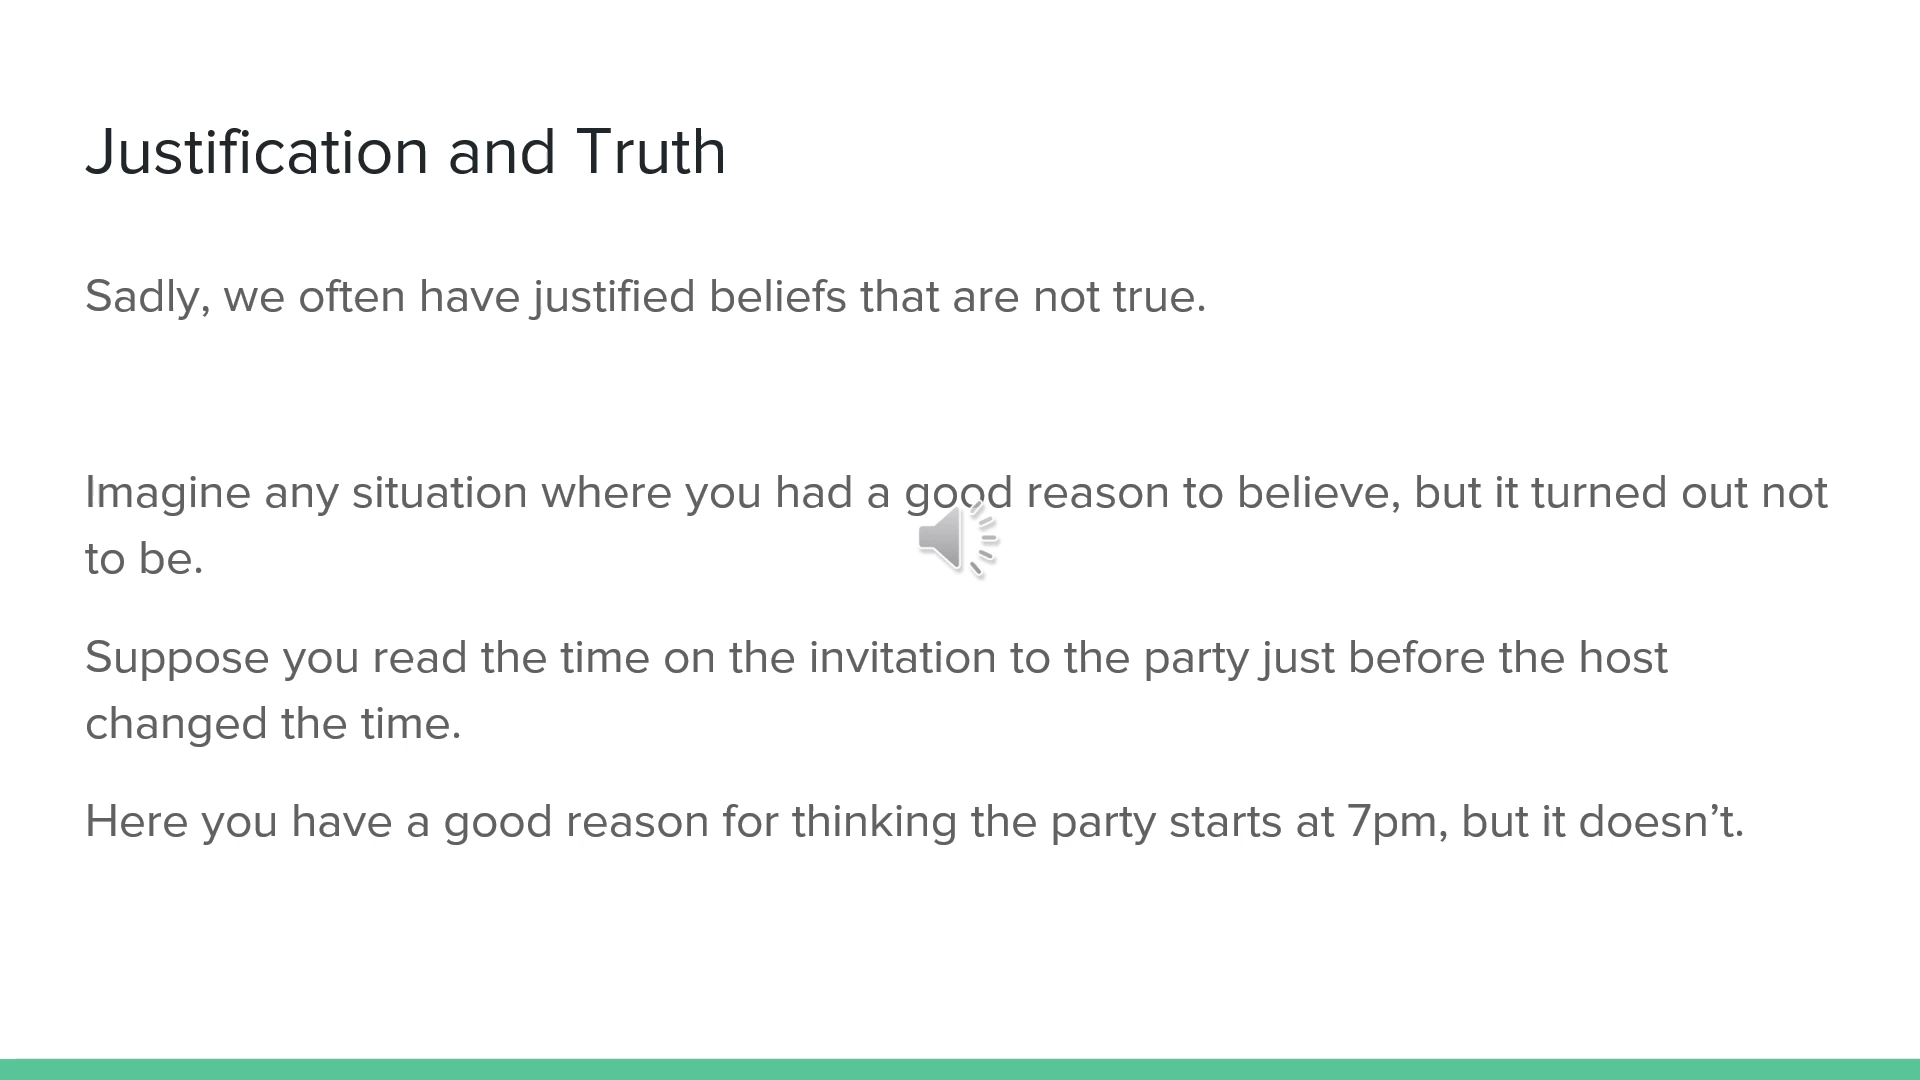 Justification and Truth
Sadly, we often have justified beliefs that are not true.
Imagine any situation where you had a good reason to believe, but it turned out not
to be.
Suppose you read the time on the invitation to the party just before the host
changed the time.
Here you have a good reason for thinking the party starts at 7pm, but it doesn’t.